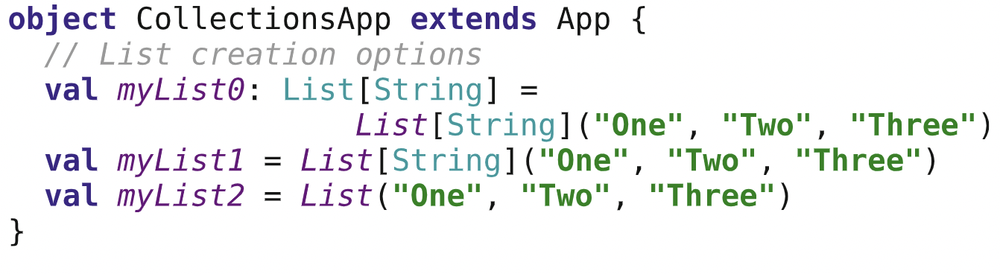 object CollectionsApp extends App {
  // List creation options
  val myList0: List[String] =
                   List[String]("One", "Two", "Three")
  val myList1 = List[String]("One", "Two", "Three")
  val myList2 = List("One", "Two", "Three")
}